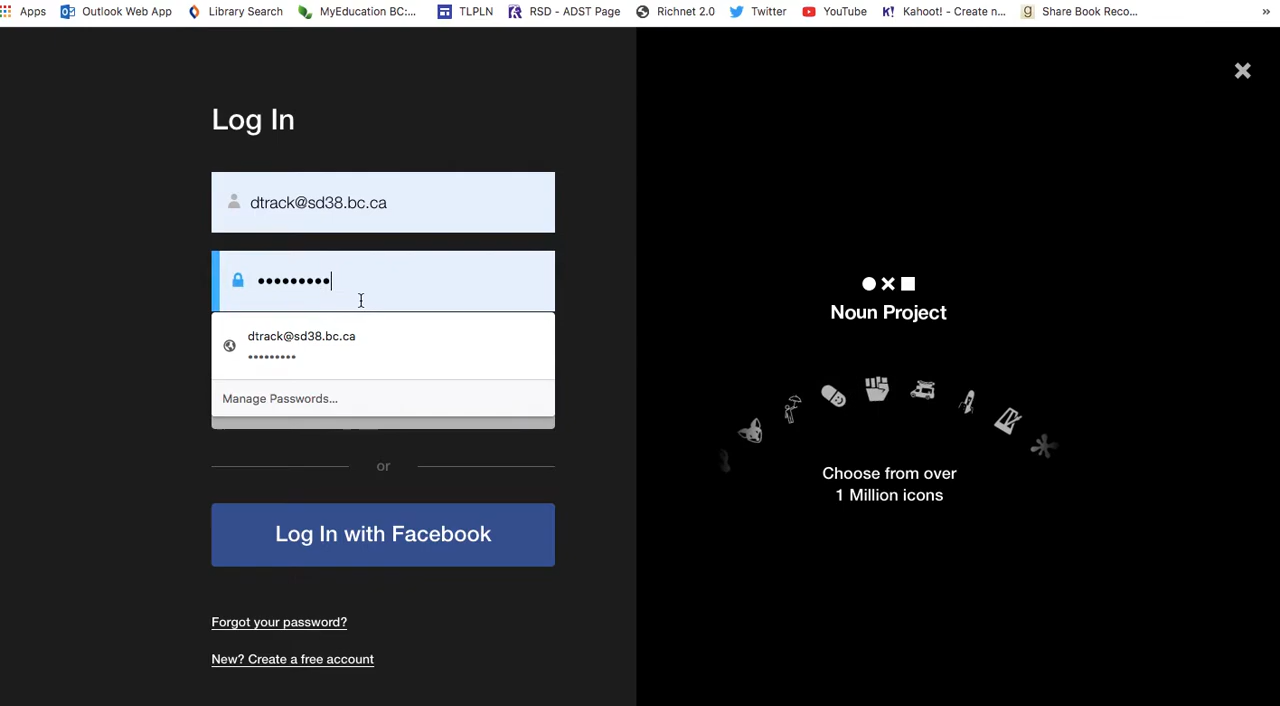 Apps Outlook Web App Library Search MyEducation BC:... TLPLN RSD - ADST Page Richnet 2.0 Twitter YouTube K! Kahoot! - Create n... g Share Book Reco... »
Log In
dtrack@sd38.bc.ca
•••••••••
dtrack@sd38.bc.ca
•••••••••
Manage Passwords...
or
Log In with Facebook
Forgot your password?
New? Create a free account
Noun Project
Choose from over
1 Million icons